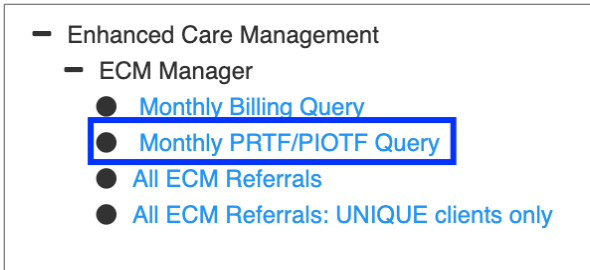 Enhanced Care Management
ECM Manager
Monthly Billing Query
Monthly PRTF/PIOTF Query
All ECM Referrals
All ECM Referrals: UNIQUE clients only